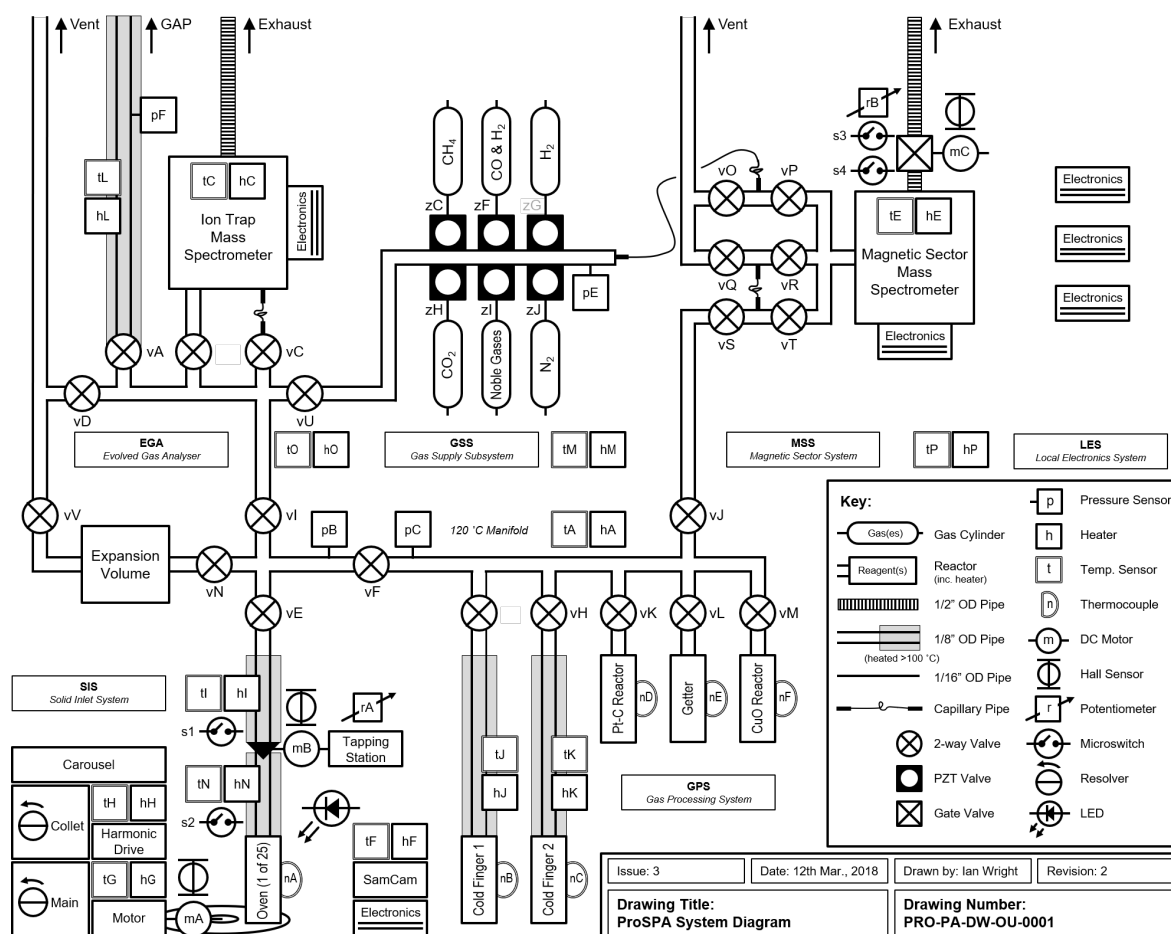 Vent
GAP
Exhaust
Vent
Exhaust
pF
tL
hL
tC
hC
Ion Trap
Mass
Spectrometer
Electronics
CH4
CO & H2
H2
zC
zF
zG
zH
zI
zJ
pE
CO2
Noble Gases
N2
rB
s3
s4
mC
vO
vP
vQ
vR
vS
vT
tE
hE
Magnetic Sector
Mass
Spectrometer
Electronics
Electronics
Electronics
Electronics
vA
vC
vD
vU
EGA
Evolved Gas Analyser
tO
hO
GSS
Gas Supply Subsystem
tM
hM
MSS
Magnetic Sector System
tP
hP
LES
Local Electronics System
vV
vI
pB
pC
120 °C Manifold
tA
hA
vJ
Expansion
Volume
vN
vF
vE
vH
vK
vL
vM
SIS
Solid Inlet System
tI
hI
s1
rA
mB
Tapping
Station
tN
hN
s2
Carousel
Collet
tH
hH
Harmonic
Drive
Main
tG
hG
Motor
mA
Oven (1 of 25)
nA
tF
hF
SamCam
Electronics
tJ
hJ
Cold Finger 1
nB
tK
hK
Cold Finger 2
nC
Pt-C Reactor
nD
Getter
nE
CuO Reactor
nF
GPS
Gas Processing System
Key:
Gas(es)
Gas Cylinder
Reagent(s)
Reactor
(inc. heater)
1/2" OD Pipe
1/8" OD Pipe
(heated >100 °C)
1/16" OD Pipe
Capillary Pipe
2-way Valve
PZT Valve
Gate Valve
p
Pressure Sensor
h
Heater
t
Temp. Sensor
n
Thermocouple
m
DC Motor
Hall Sensor
r
Potentiometer
Microswitch
Resolver
LED
Issue: 3
Date: 12th Mar., 2018
Drawn by: Ian Wright
Revision: 2
Drawing Title:
ProSPA System Diagram
Drawing Number:
PRO-PA-DW-OU-0001